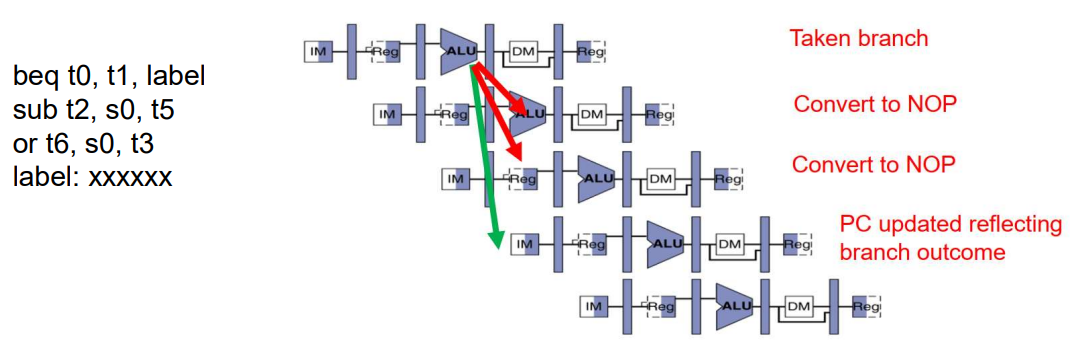 beq t0, t1, label
sub t2, s0, t5
or t6, s0, t3
label: xxxxxx
IM Reg ALU DM Reg
Taken branch
IM Reg ALU DM Reg
Convert to NOP
IM Reg ALU DM Reg
Convert to NOP
IM Reg ALU DM Reg
PC updated reflecting
branch outcome
IM Reg ALU DM Reg